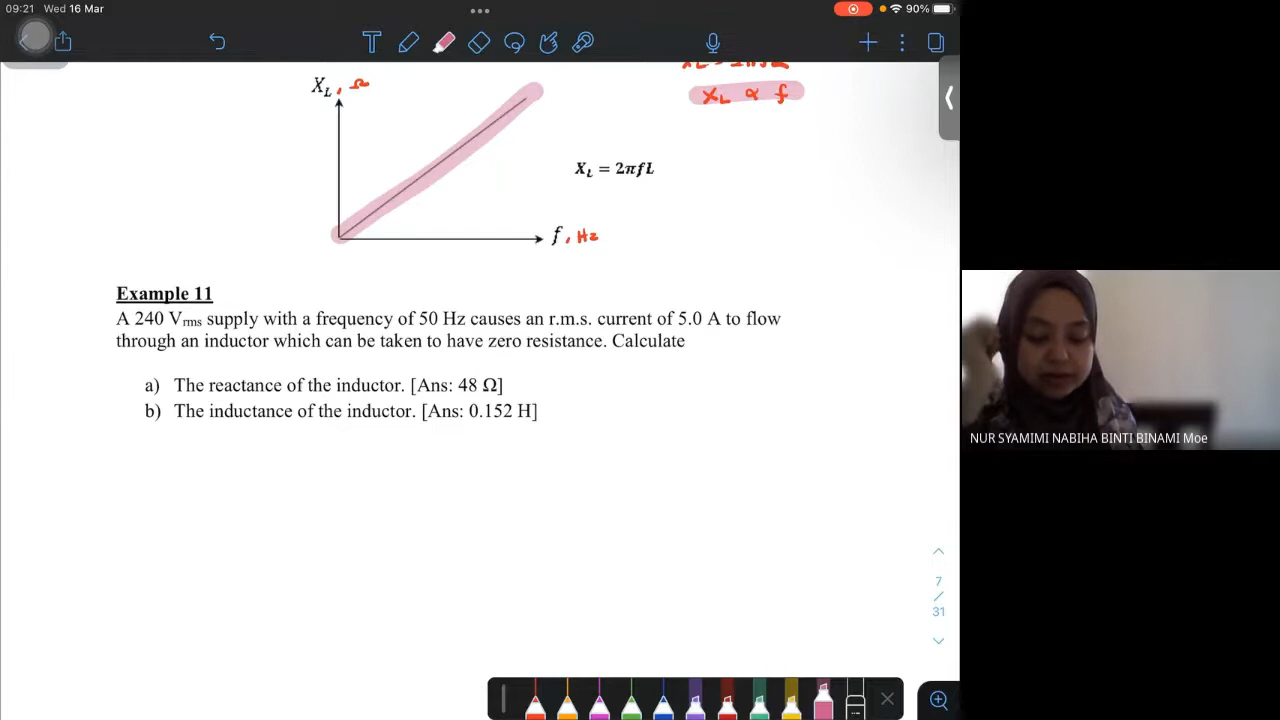 09:21 Wed 16 Mar
90%
X_L, Ω
X_L ∝ f
X_L = 2πfL
f, Hz
Example 11
A 240 Vrms supply with a frequency of 50 Hz causes an r.m.s. current of 5.0 A to flow
through an inductor which can be taken to have zero resistance. Calculate
a) The reactance of the inductor. [Ans: 48 Ω]
b) The inductance of the inductor. [Ans: 0.152 H]
NUR SYAMIMI NABIHA BINTI BINAMI Moe
7
/
31